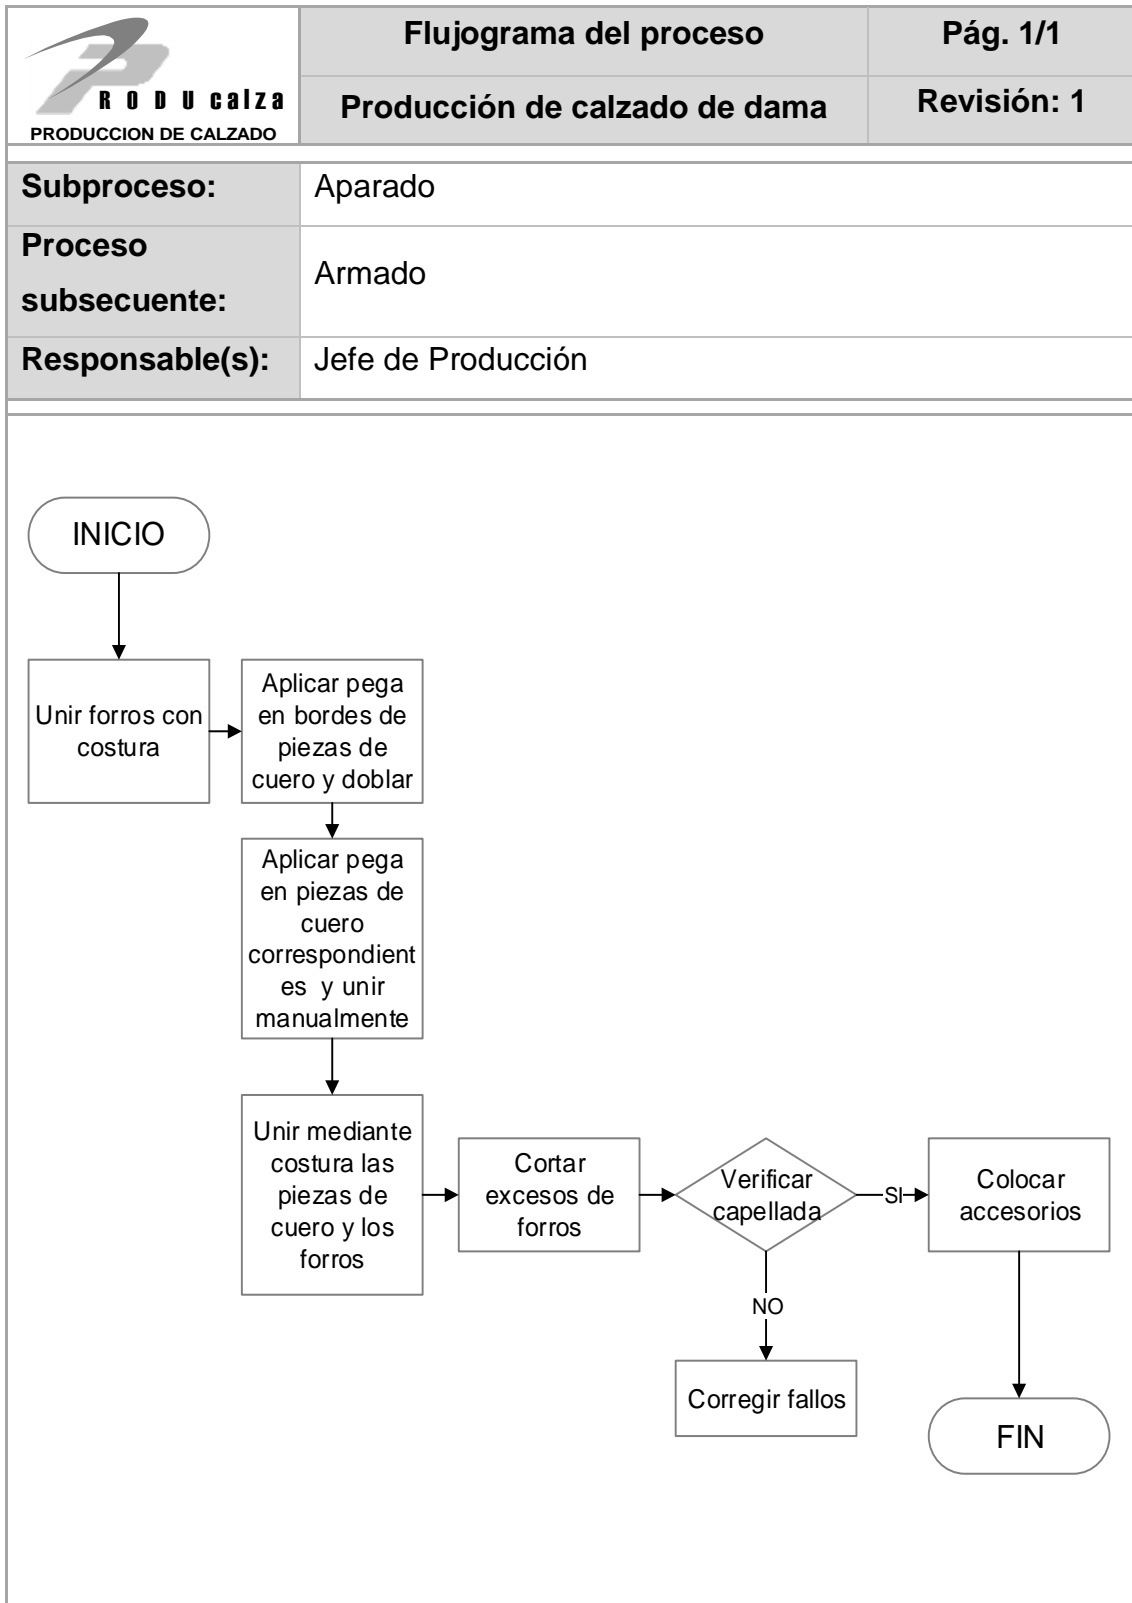 RODUcalza
PRODUCCION DE CALZADO
Flujograma del proceso
Pág. 1/1
Producción de calzado de dama
Revisión: 1
Subproceso:
Aparado
Proceso
subsecuente:
Armado
Responsable(s):
Jefe de Producción
INICIO
Unir forros con
costura
Aplicar pega
en bordes de
piezas de
cuero y doblar
Aplicar pega
en piezas de
cuero
correspondient
es y unir
manualmente
Unir mediante
costura las
piezas de
cuero y los
forros
Cortar
excesos de
forros
Verificar
capellada
SI
Colocar
accesorios
NO
Corregir fallos
FIN